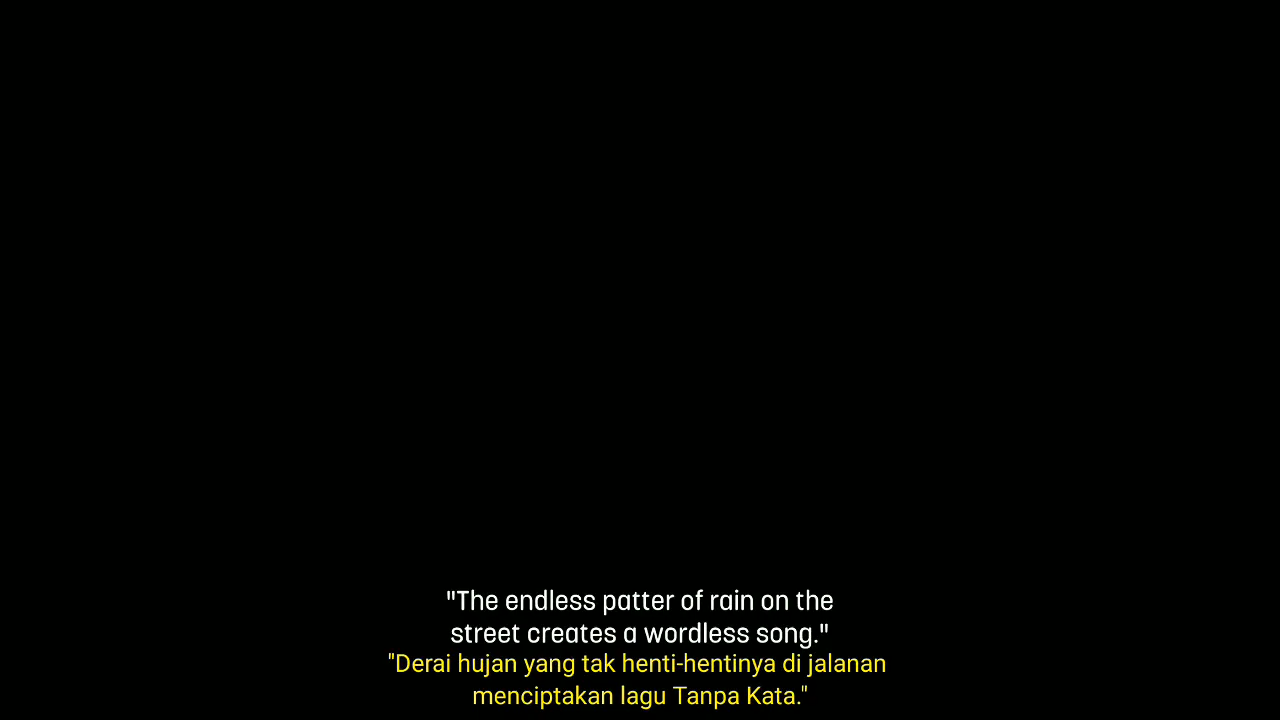 "The endless patter of rain on the
street creates a wordless song."
"Derai hujan yang tak henti-hentinya di jalanan
menciptakan lagu Tanpa Kata."